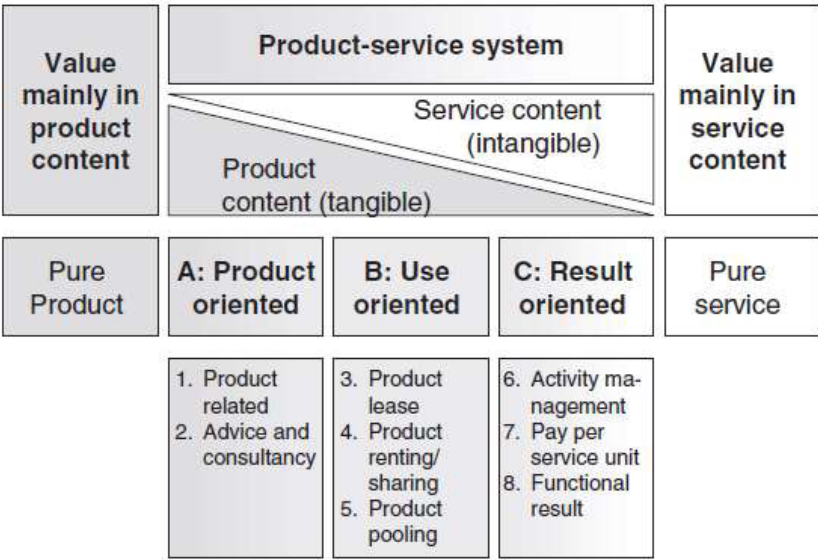 Value
mainly in
product
content
Product-service system
Service content
(intangible)
Product
content (tangible)
Value
mainly in
service
content
Pure
Product
A: Product
oriented
B: Use
oriented
C: Result
oriented
Pure
service
1. Product
related
2. Advice and
consultancy
3. Product
lease
4. Product
renting/
sharing
5. Product
pooling
6. Activity ma-
nagement
7. Pay per
service unit
8. Functional
result